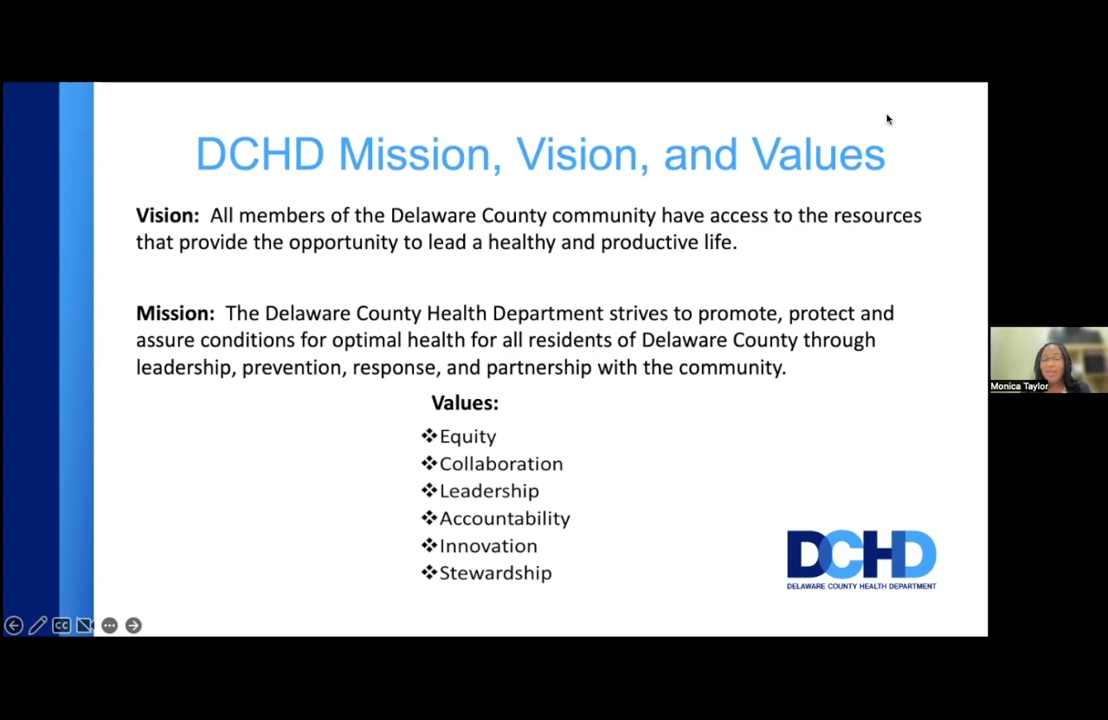 DCHD Mission, Vision, and Values
Vision: All members of the Delaware County community have access to the resources
that provide the opportunity to lead a healthy and productive life.
Mission: The Delaware County Health Department strives to promote, protect and
assure conditions for optimal health for all residents of Delaware County through
leadership, prevention, response, and partnership with the community.
Values:
❖Equity
❖Collaboration
❖Leadership
❖Accountability
❖Innovation
❖Stewardship
DCHD
DELAWARE COUNTY HEALTH DEPARTMENT
Monica Taylor
CC